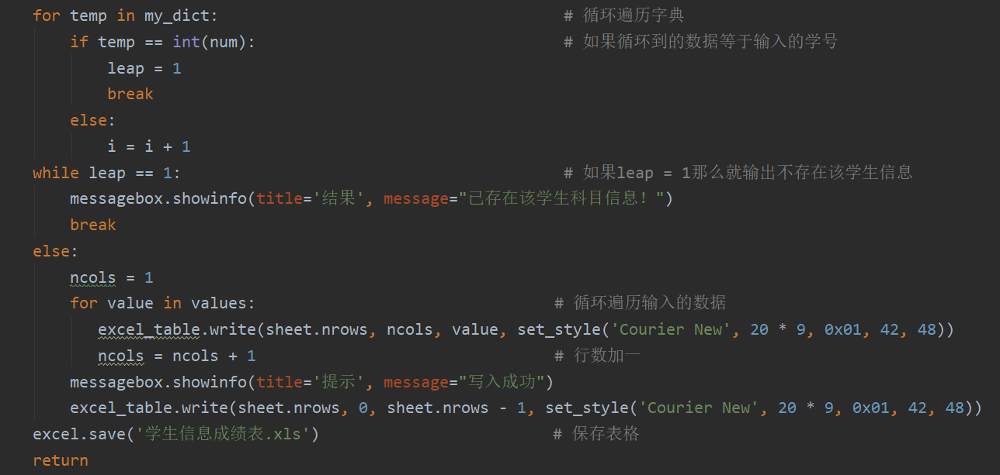 for temp in my_dict: # 循环遍历字典
if temp == int(num): # 如果循环到的数据等于输入的学号
leap = 1
break
else:
i = i + 1
while leap == 1: # 如果leap = 1那么就输出不存在该学生信息
messagebox.showinfo(title='结果', message="已存在该学生科目信息！")
break
else:
ncols = 1
for value in values: # 循环遍历输入的数据
excel_table.write(sheet.nrows, ncols, value, set_style('Courier New', 20 * 9, 0x01, 42, 48))
ncols = ncols + 1 # 行数加一
messagebox.showinfo(title='提示', message="写入成功")
excel_table.write(sheet.nrows, 0, sheet.nrows - 1, set_style('Courier New', 20 * 9, 0x01, 42, 48))
excel.save('学生信息成绩表.xls') # 保存表格
return